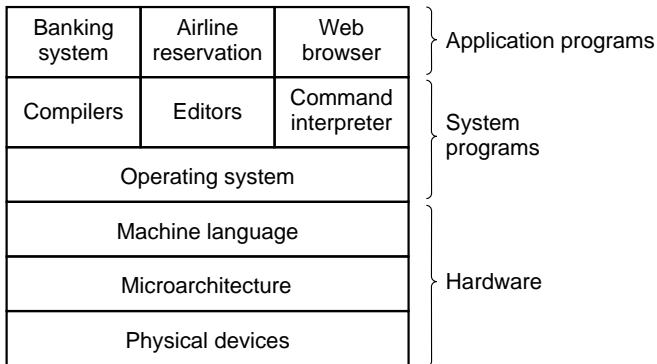 Banking
system
Airline
reservation
Web
browser
Application programs
Compilers
Editors
Command
interpreter
System
programs
Operating system
Machine language
Microarchitecture
Hardware
Physical devices